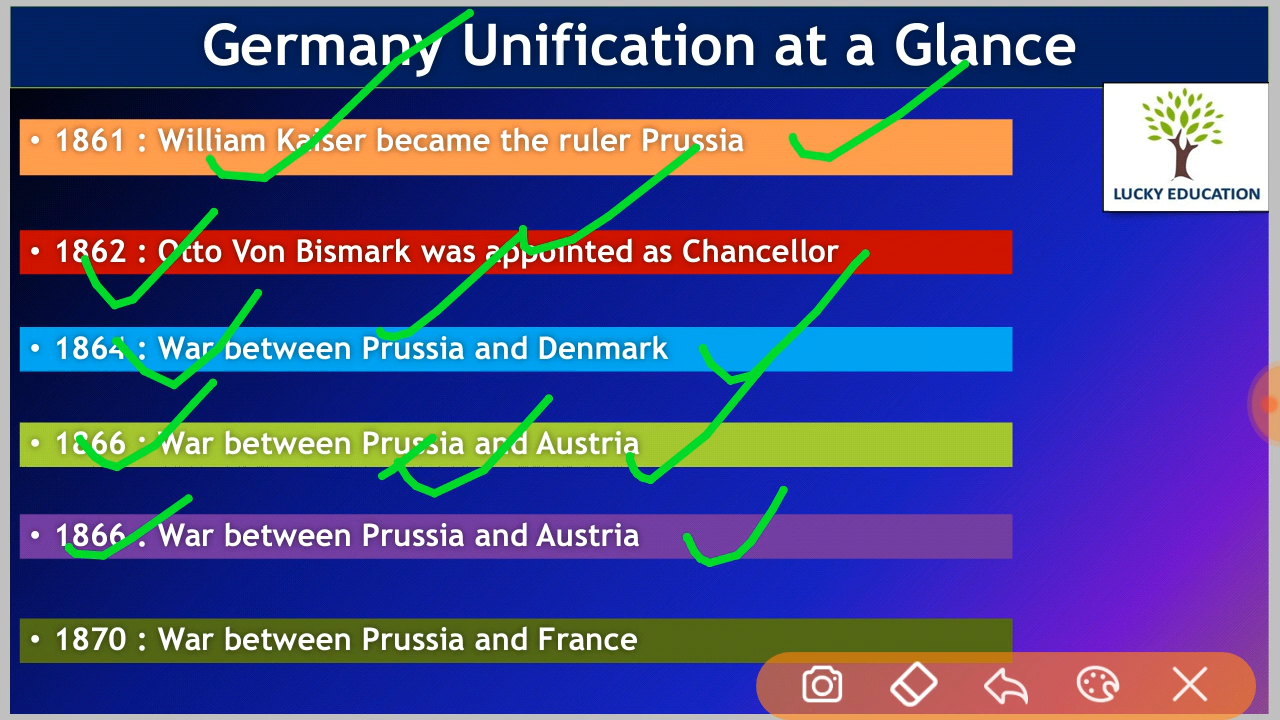 Germany Unification at a Glance
• 1861 : William Kaiser became the ruler Prussia
LUCKY EDUCATION
• 1862 : Otto Von Bismark was appointed as Chancellor
• 1864 : War between Prussia and Denmark
• 1866 : War between Prussia and Austria
• 1866 : War between Prussia and Austria
• 1870 : War between Prussia and France